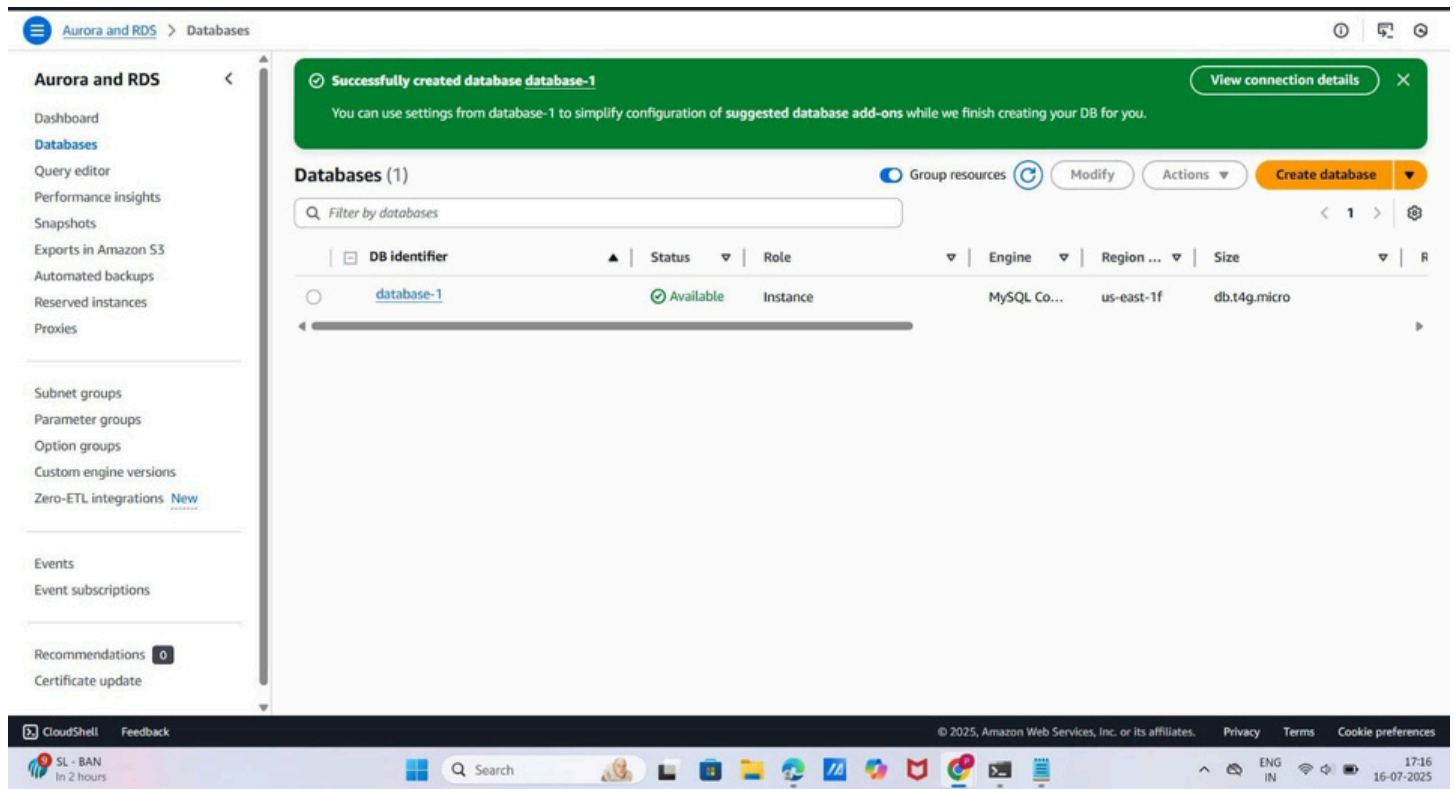 Aurora and RDS > Databases
Aurora and RDS
Dashboard
Databases
Query editor
Performance insights
Snapshots
Exports in Amazon S3
Automated backups
Reserved instances
Proxies
Subnet groups
Parameter groups
Option groups
Custom engine versions
Zero-ETL integrations New
Events
Event subscriptions
Recommendations 0
Certificate update
Successfully created database database-1
View connection details
You can use settings from database-1 to simplify configuration of suggested database add-ons while we finish creating your DB for you.
Databases (1)
Group resources
Modify
Actions
Create database
Filter by databases
1
DB identifier Status Role Engine Region ... Size R
database-1 Available Instance MySQL Co... us-east-1f db.t4g.micro
CloudShell Feedback © 2025, Amazon Web Services, Inc. or its affiliates. Privacy Terms Cookie preferences
9
SL - BAN
In 2 hours
Search
ENG
IN
17:16
16-07-2025